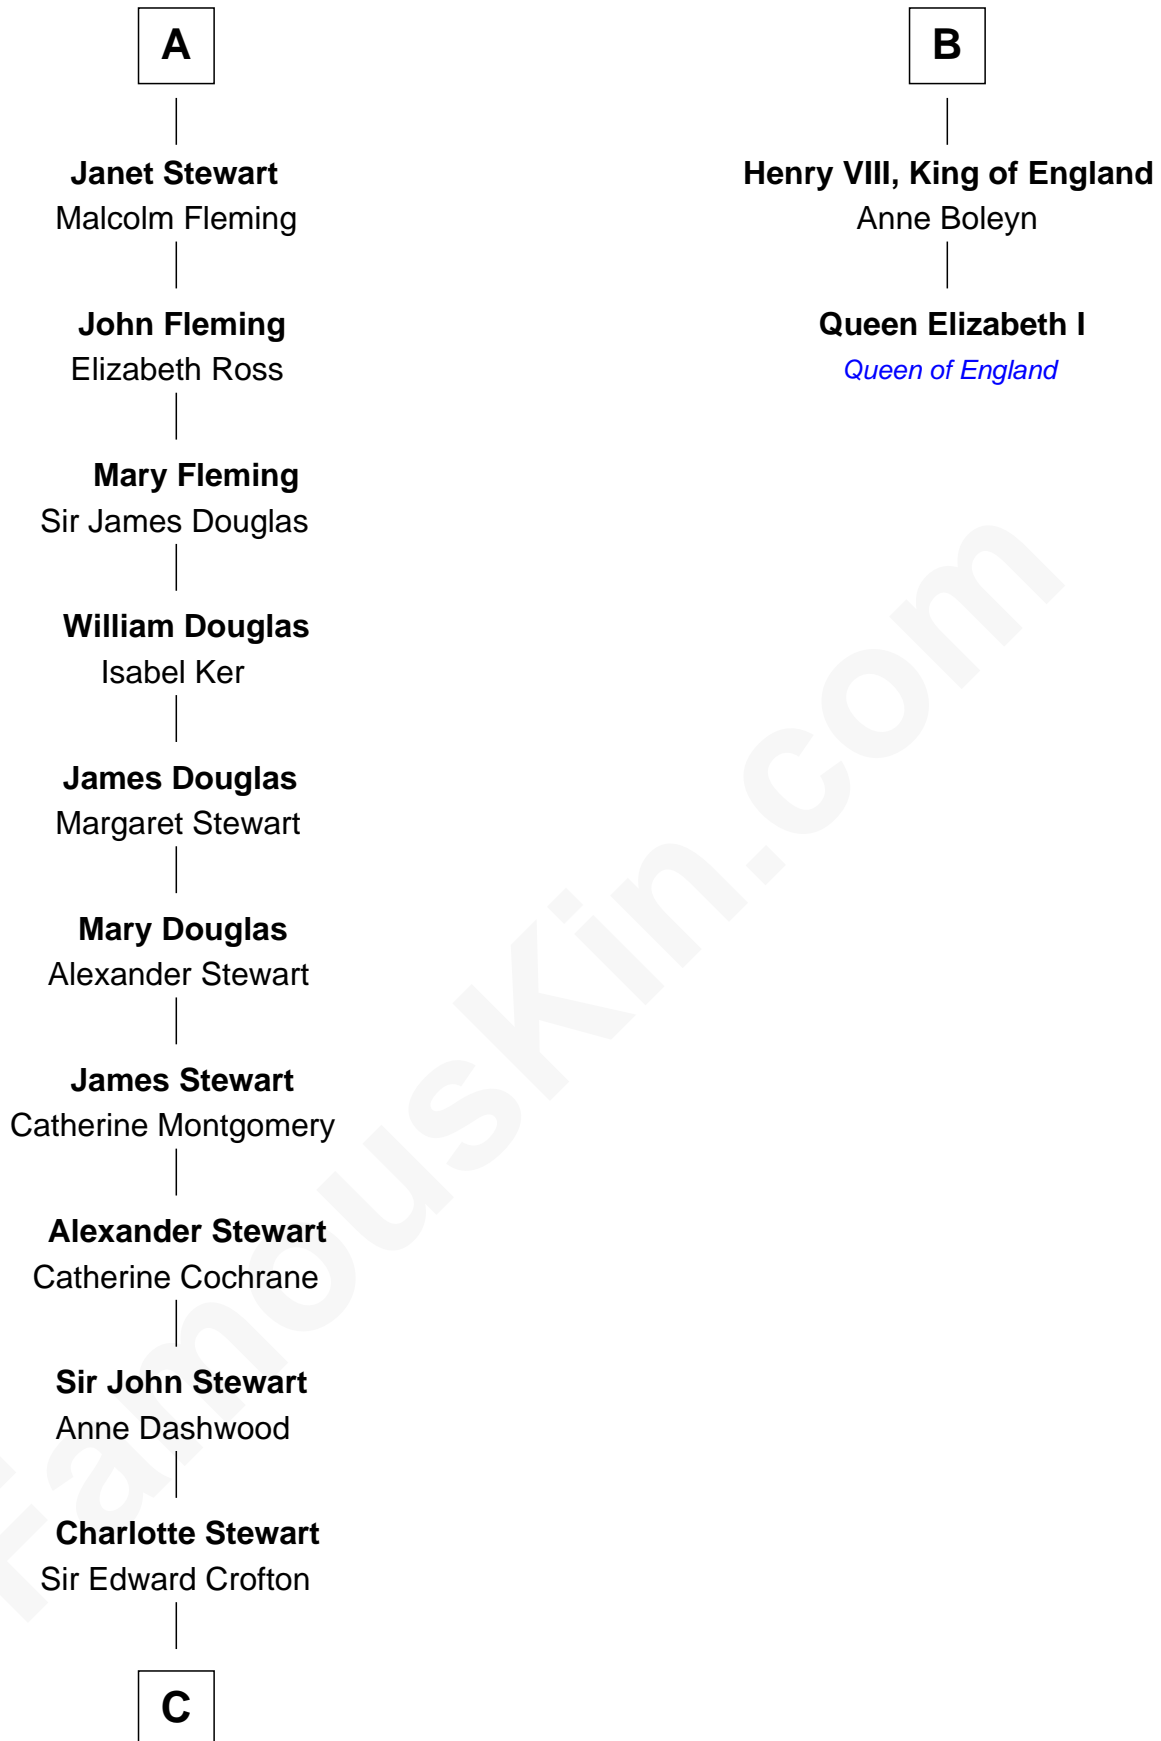 A
Janet Stewart
Malcolm Fleming
John Fleming
Elizabeth Ross
Mary Fleming
Sir James Douglas
William Douglas
Isabel Ker
James Douglas
Margaret Stewart
Mary Douglas
Alexander Stewart
James Stewart
Catherine Montgomery
Alexander Stewart
Catherine Cochrane
Sir John Stewart
Anne Dashwood
Charlotte Stewart
Sir Edward Crofton
C
B
Henry VIII, King of England
Anne Boleyn
Queen Elizabeth I
Queen of England
FamousKin.com